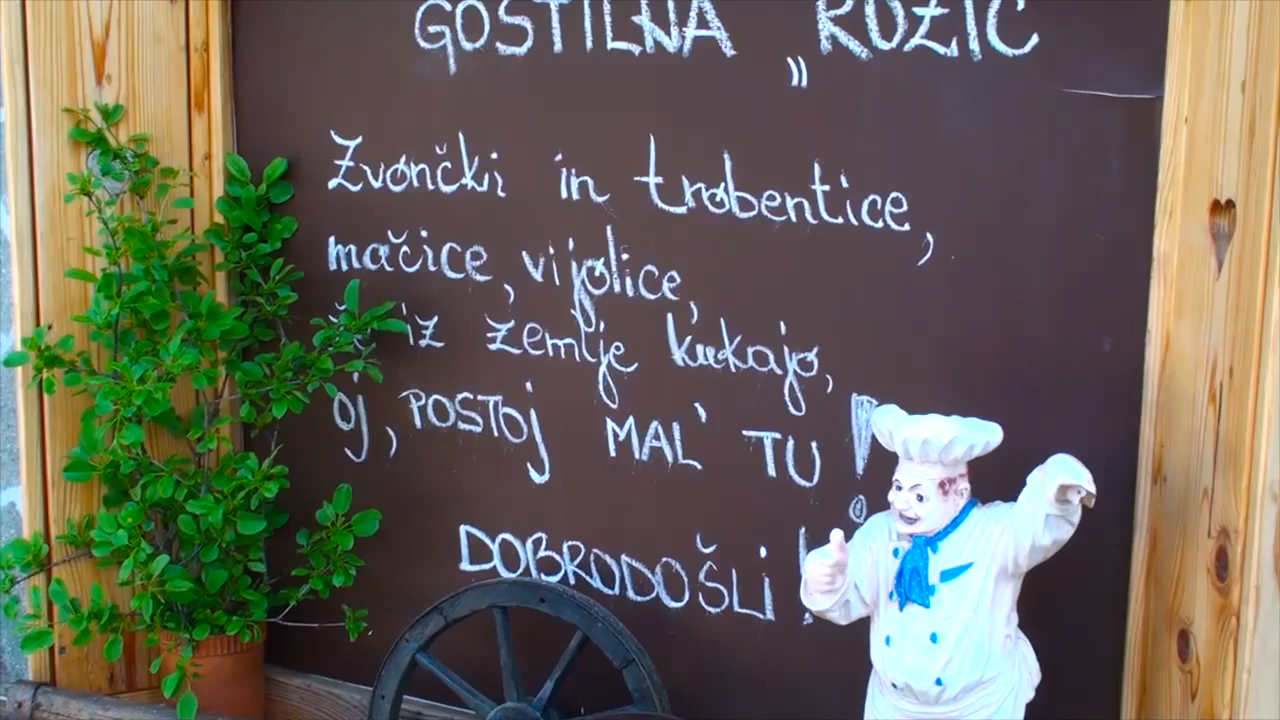 GOSTILNA „ROŽIČ
Zvončki in trobentice,
mačice, vijolice,
iz zemlje kukajo,
oj, POSTOJ MAL' TU!
DOBRODOŠLI!